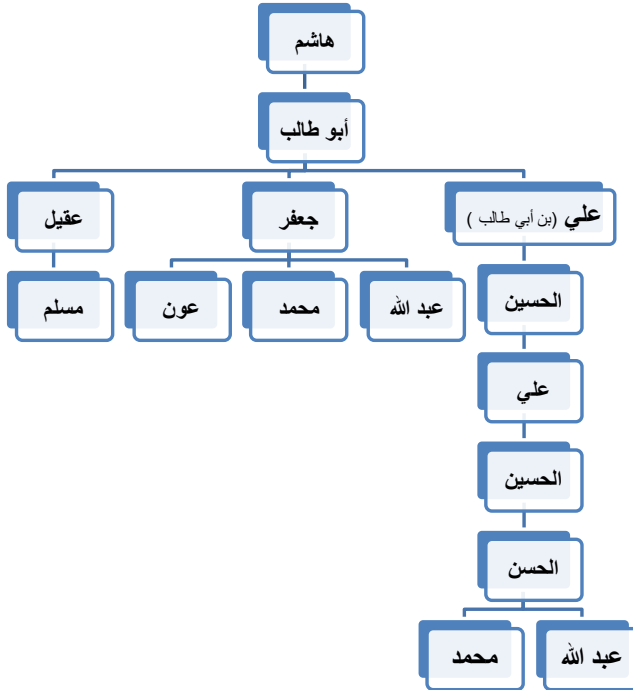 هاشم
أبو طالب
علي (بن أبي طالب )
جعفر
عقيل
الحسين
عبد الله
محمد
عون
مسلم
علي
الحسين
الحسن
عبد الله
محمد